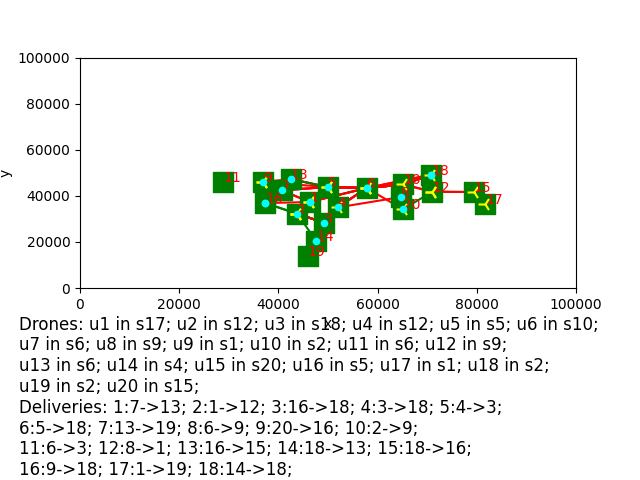 100000
80000
y
60000
40000
20000
0
0 20000 40000 60000 80000 100000
x
Drones: u1 in s17; u2 in s12; u3 in s18; u4 in s12; u5 in s5; u6 in s10;
u7 in s6; u8 in s9; u9 in s1; u10 in s2; u11 in s6; u12 in s9;
u13 in s6; u14 in s4; u15 in s20; u16 in s5; u17 in s1; u18 in s2;
u19 in s2; u20 in s15;
Deliveries: 1:7->13; 2:1->12; 3:16->18; 4:3->18; 5:4->3;
6:5->18; 7:13->19; 8:6->9; 9:20->16; 10:2->9;
11:6->3; 12:8->1; 13:16->15; 14:18->13; 15:18->16;
16:9->18; 17:1->19; 18:14->18;